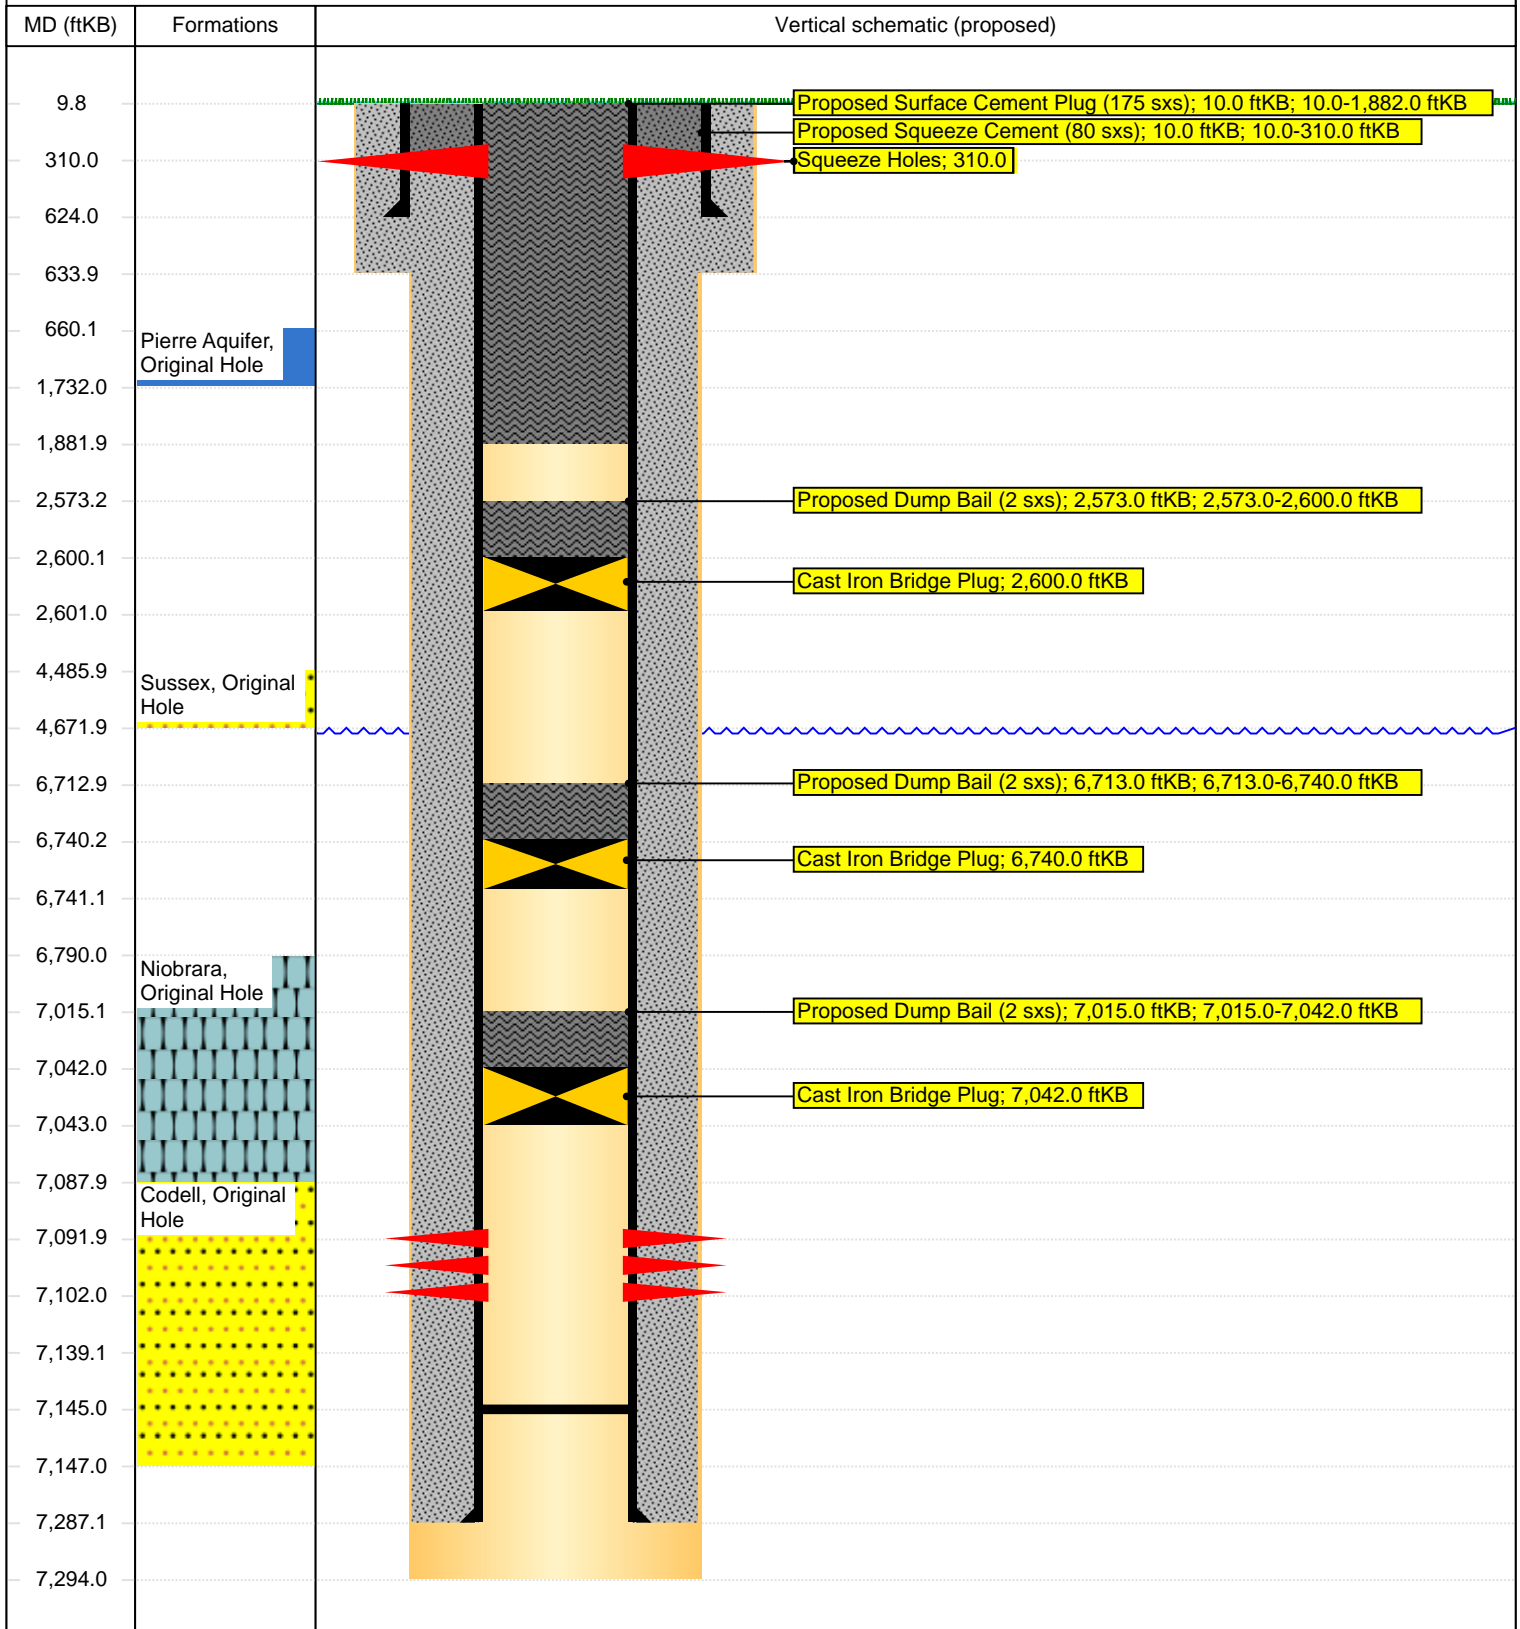 MD (ftKB)
Formations
Vertical schematic (proposed)
9.8
Proposed Surface Cement Plug (175 sxs); 10.0 ftKB; 10.0-1,882.0 ftKB
Proposed Squeeze Cement (80 sxs); 10.0 ftKB; 10.0-310.0 ftKB
310.0
Squeeze Holes; 310.0
624.0
633.9
660.1
Pierre Aquifer,
Original Hole
1,732.0
1,881.9
2,573.2
Proposed Dump Bail (2 sxs); 2,573.0 ftKB; 2,573.0-2,600.0 ftKB
2,600.1
Cast Iron Bridge Plug; 2,600.0 ftKB
2,601.0
4,485.9
Sussex, Original
Hole
4,671.9
6,712.9
Proposed Dump Bail (2 sxs); 6,713.0 ftKB; 6,713.0-6,740.0 ftKB
6,740.2
Cast Iron Bridge Plug; 6,740.0 ftKB
6,741.1
6,790.0
Niobrara,
Original Hole
7,015.1
Proposed Dump Bail (2 sxs); 7,015.0 ftKB; 7,015.0-7,042.0 ftKB
7,042.0
Cast Iron Bridge Plug; 7,042.0 ftKB
7,043.0
7,087.9
Codell, Original
Hole
7,091.9
7,102.0
7,139.1
7,145.0
7,147.0
7,287.1
7,294.0